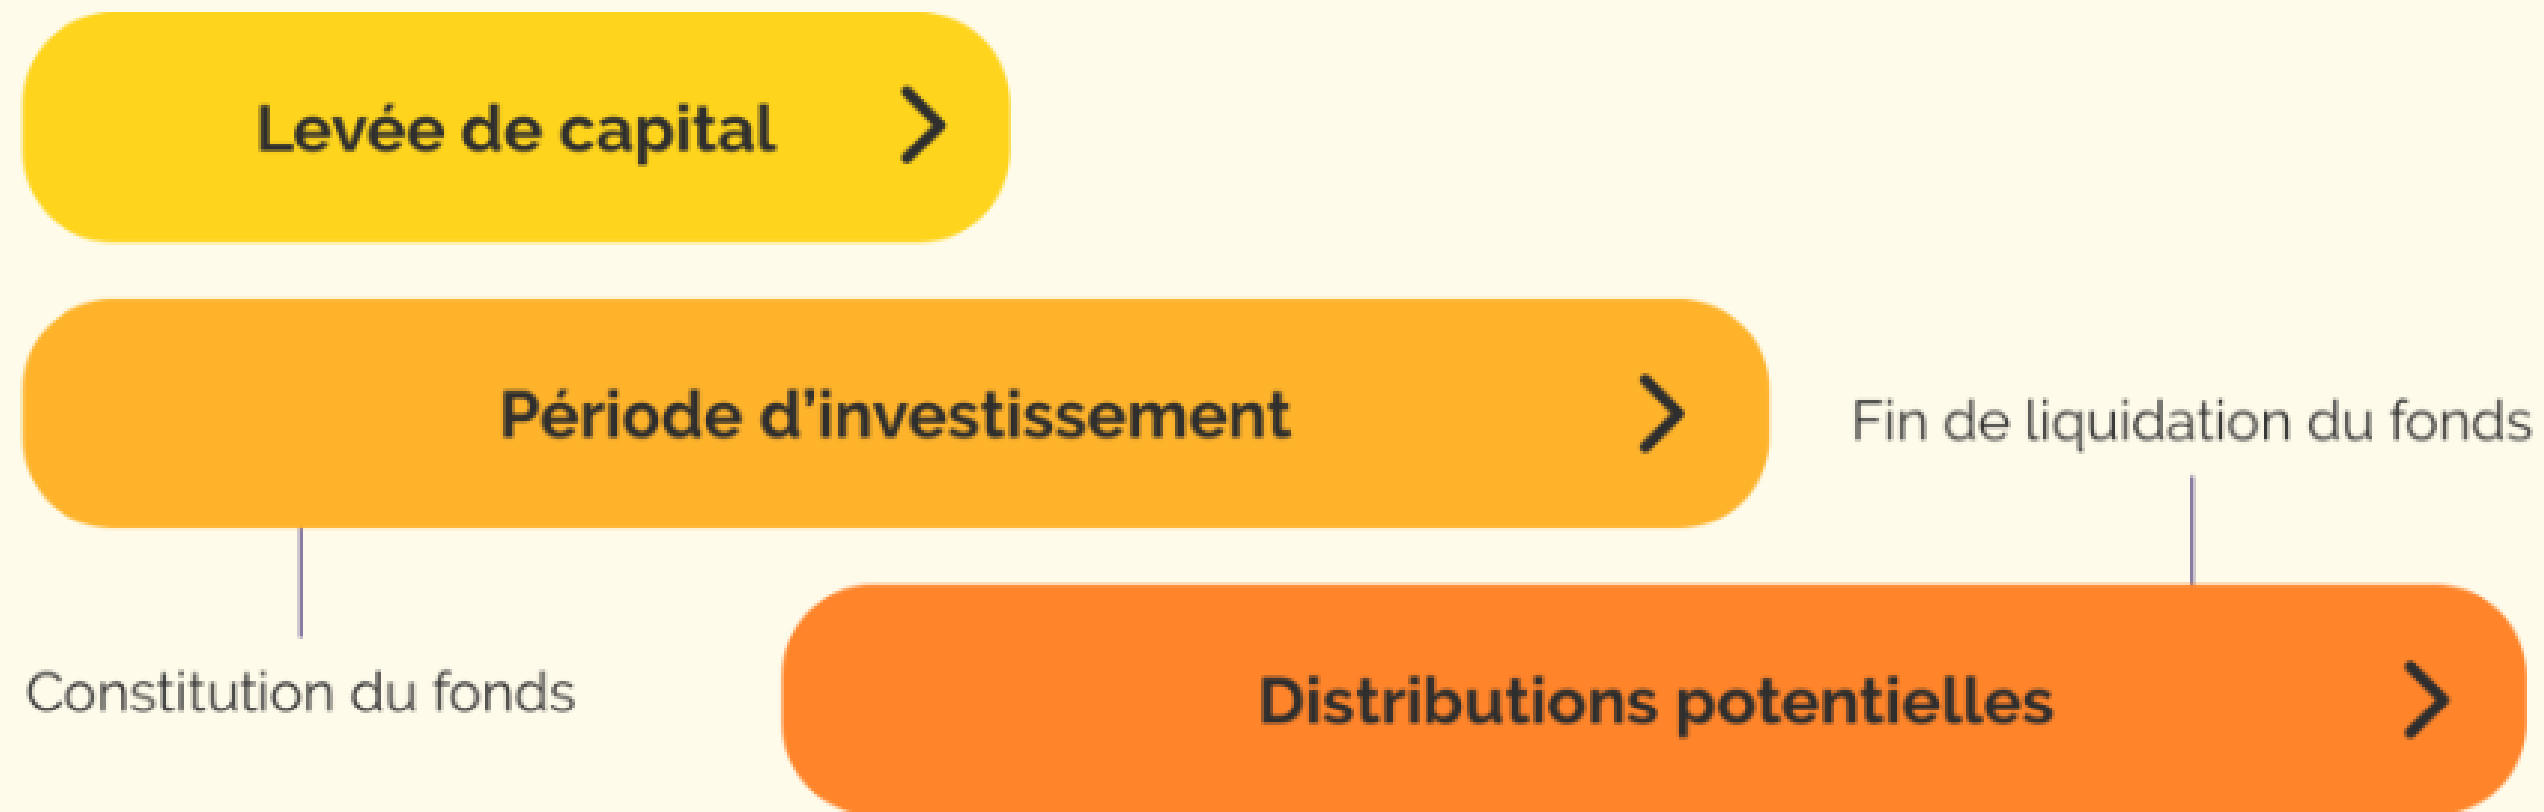 Levée de capital
Période d’investissement
Fin de liquidation du fonds
Constitution du fonds
Distributions potentielles